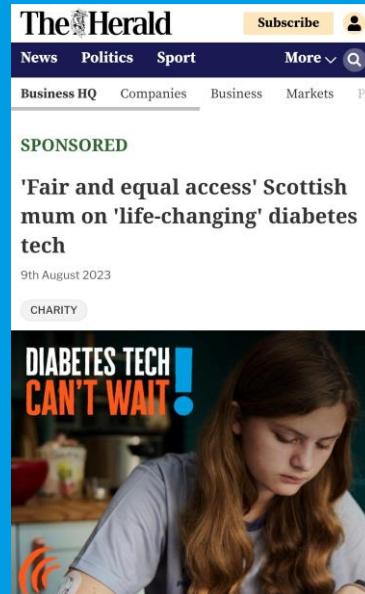 The Herald
Subscribe
News Politics Sport More
Business HQ Companies Business Markets P
SPONSORED
'Fair and equal access' Scottish
mum on 'life-changing' diabetes
tech
9th August 2023
CHARITY
DIABETES TECH
CAN'T WAIT!